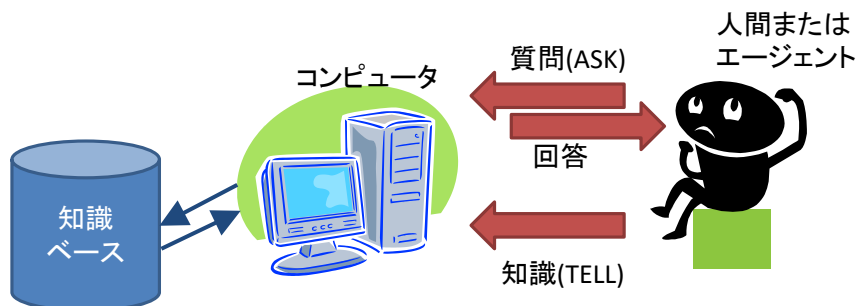 人間または
エージェント
質問(ASK)
コンピュータ
回答
知識
ベース
知識(TELL)